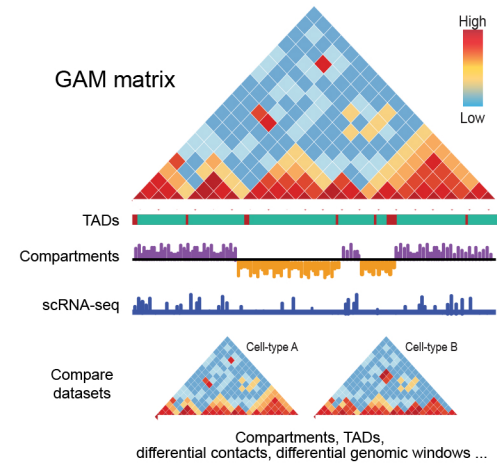 GAM matrix
High
Low
TADs
Compartments
scRNA-seq
Compare
datasets
Cell-type A
Cell-type B
Compartments, TADs,
differential contacts, differential genomic windows ...